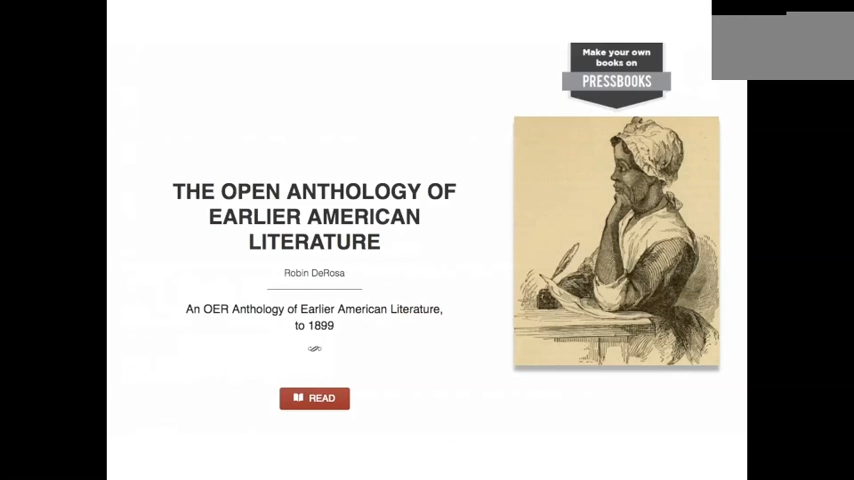 Make your own
books on
PRESSBOOKS
THE OPEN ANTHOLOGY OF
EARLIER AMERICAN
LITERATURE
Robin DeRosa
An OER Anthology of Earlier American Literature,
to 1899
READ